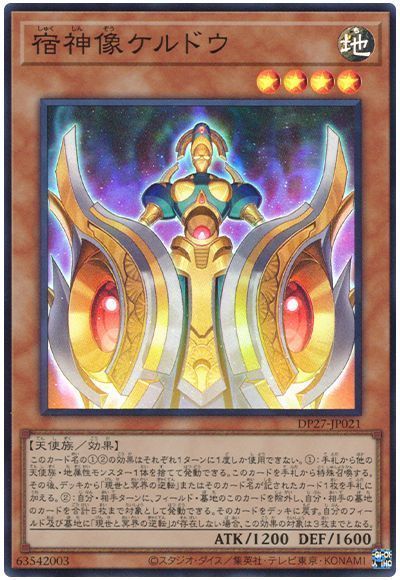 宿神像ケルドウ
しゅく しん ぞう
地
DP27-JP021
【天使族／効果】
このカード名の①②の効果はそれぞれ1ターンに1度しか使用できない。①：手札から他の
天使族・地属性モンスター1体を捨てて発動できる。このカードを手札から特殊召喚する。
その後、デッキから「現世と冥界の逆転」またはそのカード名が記されたカード1枚を手札に
加える。②：自分・相手ターンに、フィールド・墓地のこのカードを除外し、自分・相手の墓地
のカードを合計5枚まで対象として発動できる。そのカードをデッキに戻す。自分のフィ
ールド及び墓地に「現世と冥界の逆転」が存在しない場合、この効果の対象は3枚までとなる。
ATK/1200 DEF/1600
63542003
©スタジオ・ダイス／集英社・テレビ東京・KONAMI